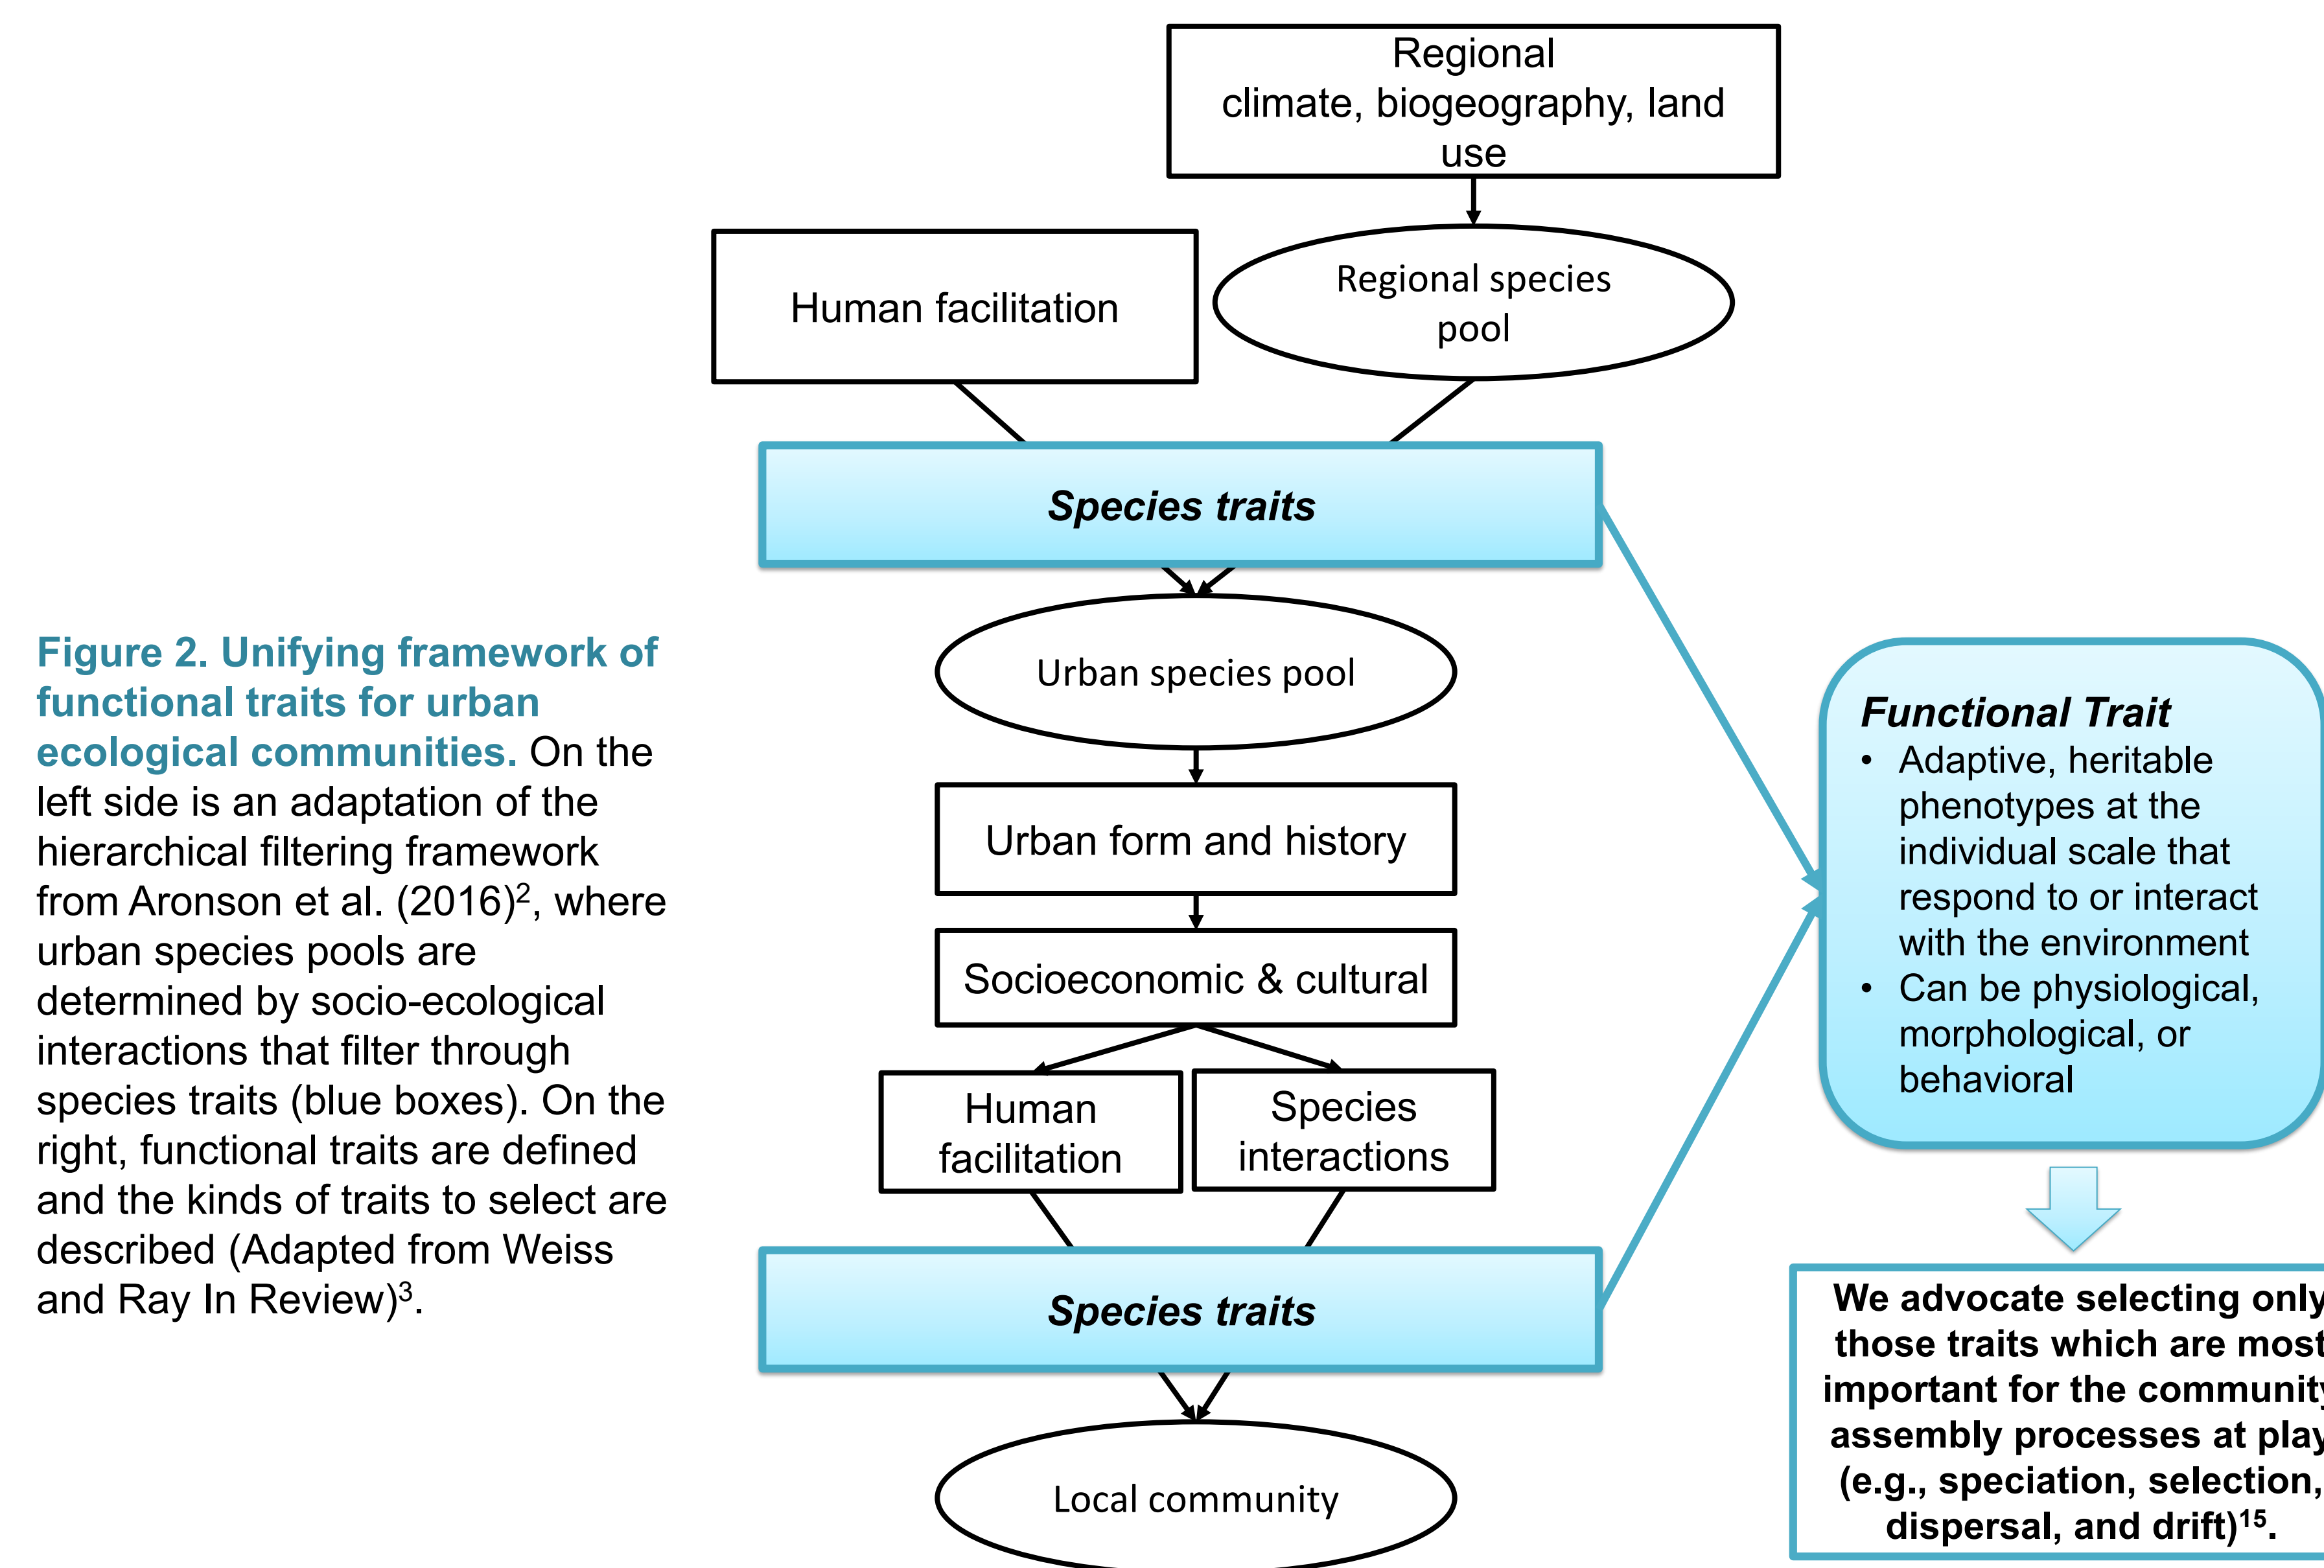 Regional
climate, biogeography, land
use
Human facilitation
Regional species
pool
Species traits
Urban species pool
Urban form and history
Socioeconomic & cultural
Human
facilitation
Species
interactions
Species traits
Local community
Figure 2. Unifying framework of
functional traits for urban
ecological communities. On the
left side is an adaptation of the
hierarchical filtering framework
from Aronson et al. (2016)², where
urban species pools are
determined by socio-ecological
interactions that filter through
species traits (blue boxes). On the
right, functional traits are defined
and the kinds of traits to select are
described (Adapted from Weiss
and Ray In Review)³.
Functional Trait
• Adaptive, heritable
phenotypes at the
individual scale that
respond to or interact
with the environment
• Can be physiological,
morphological, or
behavioral
We advocate selecting only
those traits which are most
important for the community
assembly processes at play
(e.g., speciation, selection,
dispersal, and drift)¹⁵.